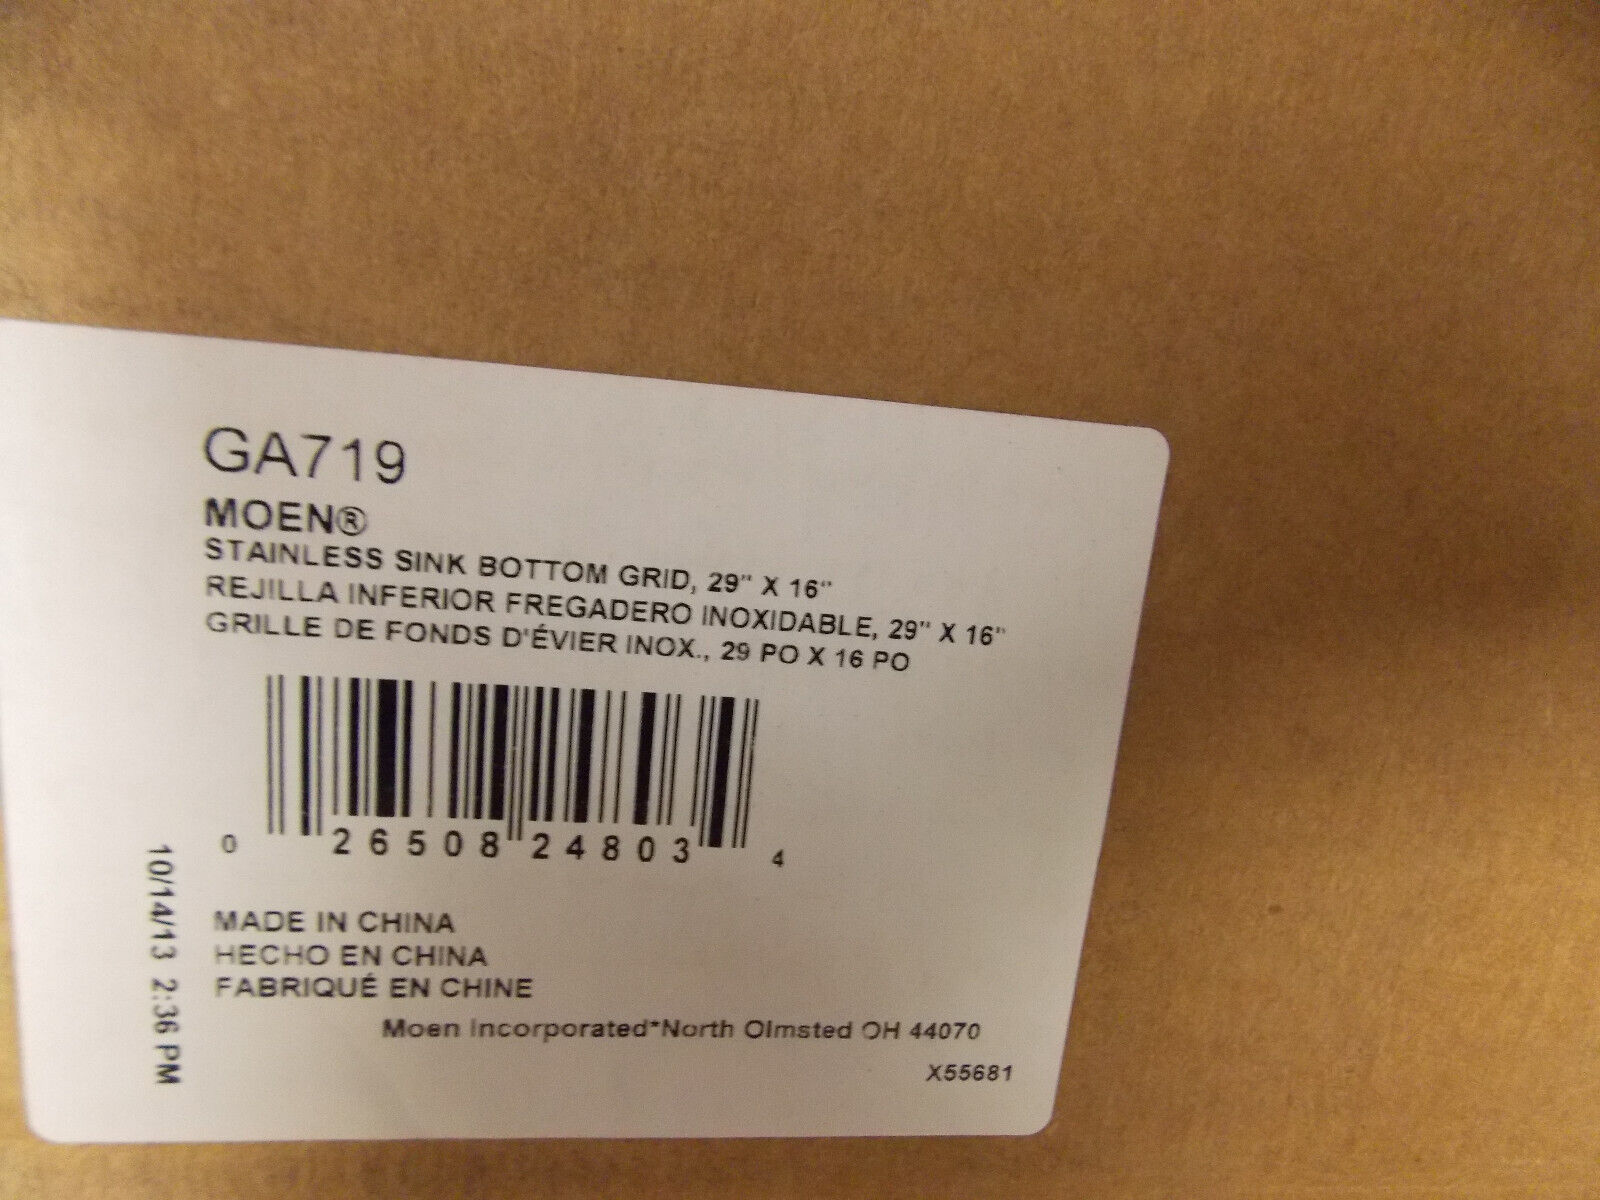 GA719
MOEN®
STAINLESS SINK BOTTOM GRID, 29" X 16"
REJILLA INFERIOR FREGADERO INOXIDABLE, 29" X 16"
GRILLE DE FONDS D'ÉVIER INOX., 29 PO X 16 PO
0 26508 24803 4
MADE IN CHINA
HECHO EN CHINA
FABRIQUÉ EN CHINE
Moen Incorporated*North Olmsted OH 44070
X55681
10/14/13 2:36 PM